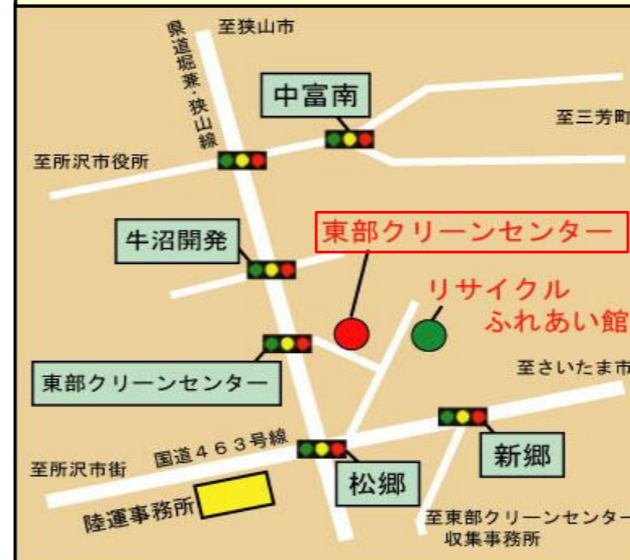 至狭山市
県道堀兼・狭山線
中富南
至三芳町
至所沢市役所
牛沼開発
東部クリーンセンター
リサイクル
ふれあい館
東部クリーンセンター
至さいたま市
国道４６３号線
至所沢市街
新郷
松郷
陸運事務所
至東部クリーンセンター
収集事務所